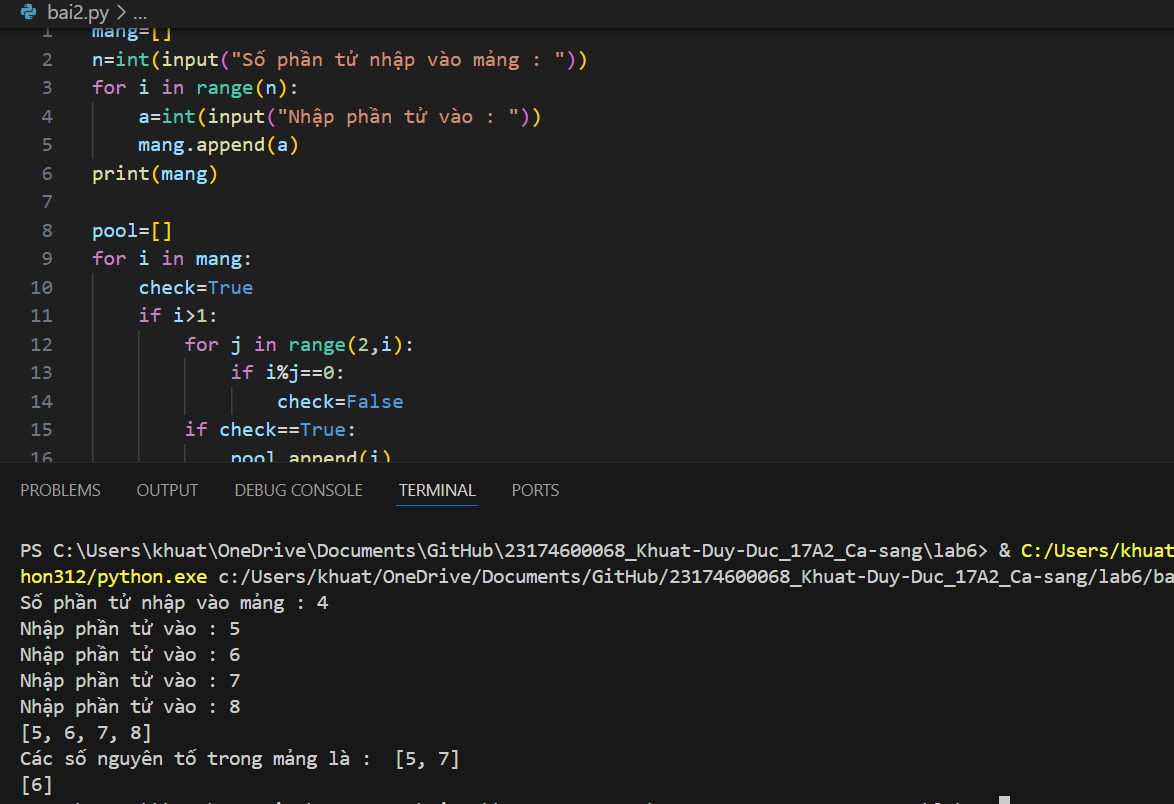 bai2.py > ...
1 mang=[]
2 n=int(input("Số phần tử nhập vào mảng : "))
3 for i in range(n):
4 a=int(input("Nhập phần tử vào : "))
5 mang.append(a)
6 print(mang)
7
8 pool=[]
9 for i in mang:
10 check=True
11 if i>1:
12 for j in range(2,i):
13 if i%j==0:
14 check=False
15 if check==True:
16 pool.append(i)
PROBLEMS OUTPUT DEBUG CONSOLE TERMINAL PORTS
PS C:\Users\khuat\OneDrive\Documents\GitHub\23174600068_Khuat-Duy-Duc_17A2_Ca-sang\lab6> & C:/Users/khuat
hon312/python.exe c:/Users/khuat/OneDrive/Documents/GitHub/23174600068_Khuat-Duy-Duc_17A2_Ca-sang/lab6/ba
Số phần tử nhập vào mảng : 4
Nhập phần tử vào : 5
Nhập phần tử vào : 6
Nhập phần tử vào : 7
Nhập phần tử vào : 8
[5, 6, 7, 8]
Các số nguyên tố trong mảng là :  [5, 7]
[6]